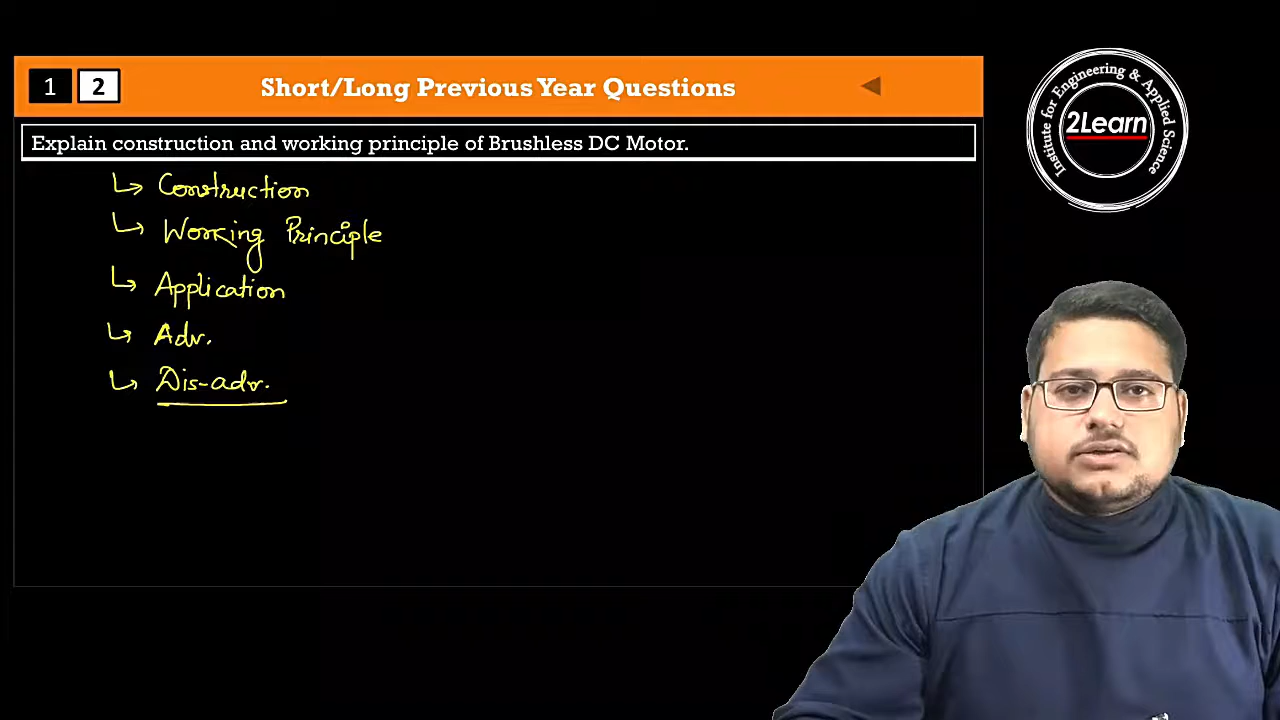 1 2 Short/Long Previous Year Questions
Explain construction and working principle of Brushless DC Motor.
Construction
Working Principle
Application
Adv.
Dis-adv.
Institute for Engineering & Applied Science
2Learn